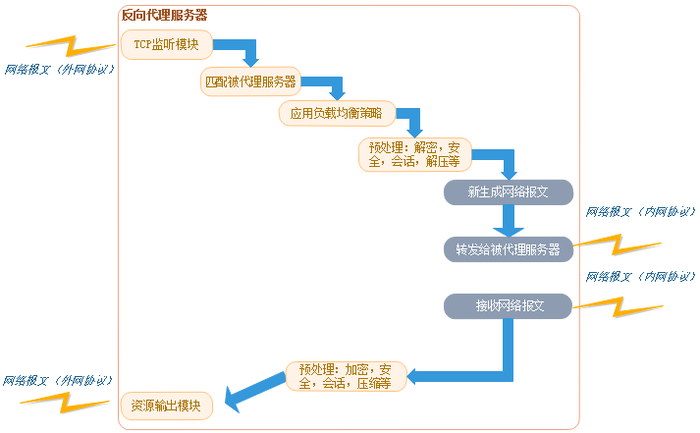 反向代理服务器
TCP监听模块
网络报文（外网协议）
匹配被代理服务器
应用负载均衡策略
预处理：解密，安
全，会话，解压等
新生成网络报文
网络报文（内网协议）
转发给被代理服务器
网络报文（内网协议）
接收网络报文
预处理：加密，安
全，会话，压缩等
网络报文（外网协议）
资源输出模块